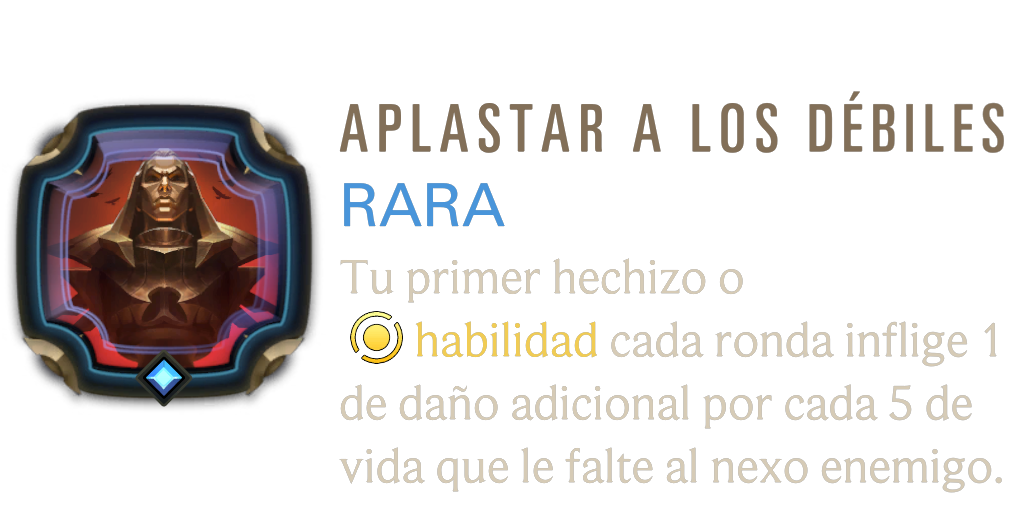 APLASTAR A LOS DÉBILES
RARA
Tu primer hechizo o
habilidad cada ronda inflige 1
de daño adicional por cada 5 de
vida que le falte al nexo enemigo.